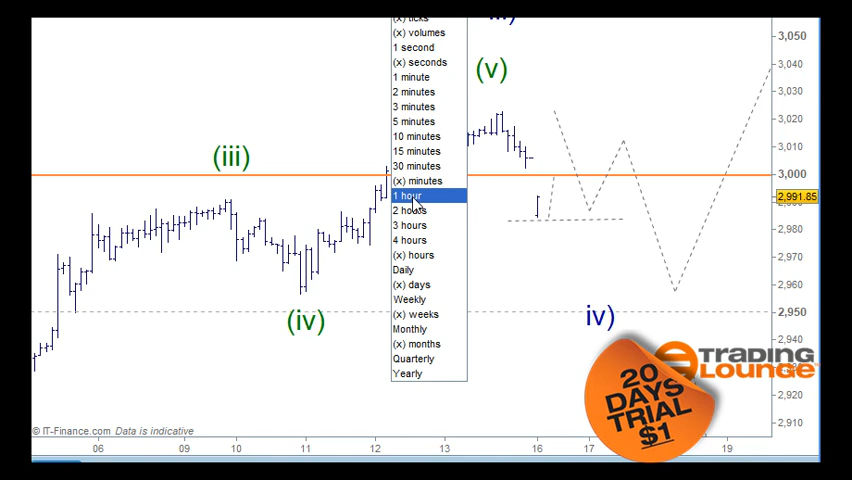 (x) ticks
(x) volumes
1 second
(x) seconds
1 minute
2 minutes
3 minutes
5 minutes
10 minutes
15 minutes
30 minutes
(x) minutes
1 hour
2 hours
3 hours
4 hours
(x) hours
Daily
(x) days
Weekly
(x) weeks
Monthly
(x) months
Quarterly
Yearly
(iii)
(iv)
(v)
iv)
3,050
3,040
3,030
3,020
3,010
3,000
2,991.85
2,980
2,970
2,960
2,950
2,940
2,930
2,920
2,910
TRADING
LOUNGE
20
DAYS
TRIAL
$1
© IT-Finance.com Data is indicative
06 09 10 11 12 13 16 17 19